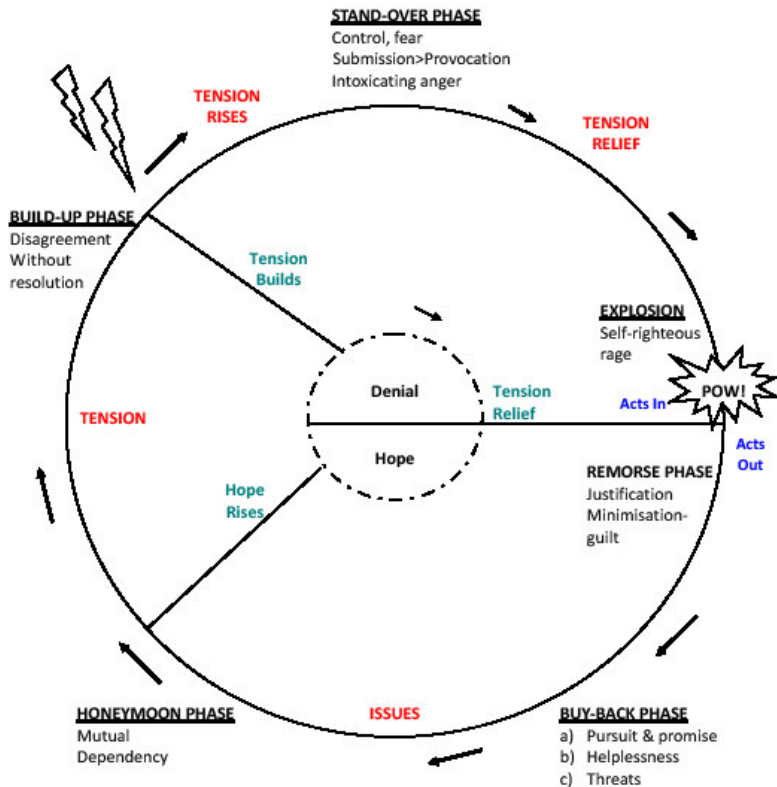 STAND-OVER PHASE
Control, fear
Submission>Provocation
Intoxicating anger
TENSION
RISES
TENSION
RELIEF
BUILD-UP PHASE
Disagreement
Without
resolution
Tension
Builds
EXPLOSION
Self-righteous
rage
POW!
Denial
Tension
Relief
Acts In
TENSION
Hope
Acts
Out
REMORSE PHASE
Justification
Minimisation-
guilt
Hope
Rises
HONEYMOON PHASE
Mutual
Dependency
ISSUES
BUY-BACK PHASE
a) Pursuit & promise
b) Helplessness
c) Threats